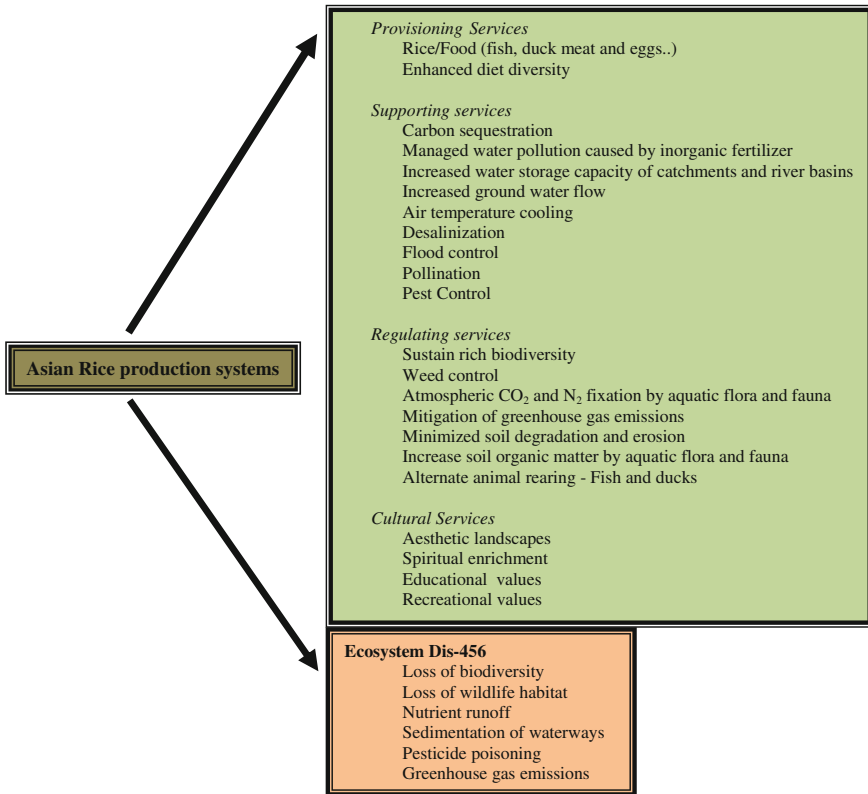 Provisioning Services
Rice/Food (fish, duck meat and eggs..)
Enhanced diet diversity
Supporting services
Carbon sequestration
Managed water pollution caused by inorganic fertilizer
Increased water storage capacity of catchments and river basins
Increased ground water flow
Air temperature cooling
Desalinization
Flood control
Pollination
Pest Control
Regulating services
Sustain rich biodiversity
Weed control
Atmospheric CO₂ and N₂ fixation by aquatic flora and fauna
Mitigation of greenhouse gas emissions
Minimized soil degradation and erosion
Increase soil organic matter by aquatic flora and fauna
Alternate animal rearing - Fish and ducks
Cultural Services
Aesthetic landscapes
Spiritual enrichment
Educational values
Recreational values
Asian Rice production systems
Ecosystem Dis-456
Loss of biodiversity
Loss of wildlife habitat
Nutrient runoff
Sedimentation of waterways
Pesticide poisoning
Greenhouse gas emissions